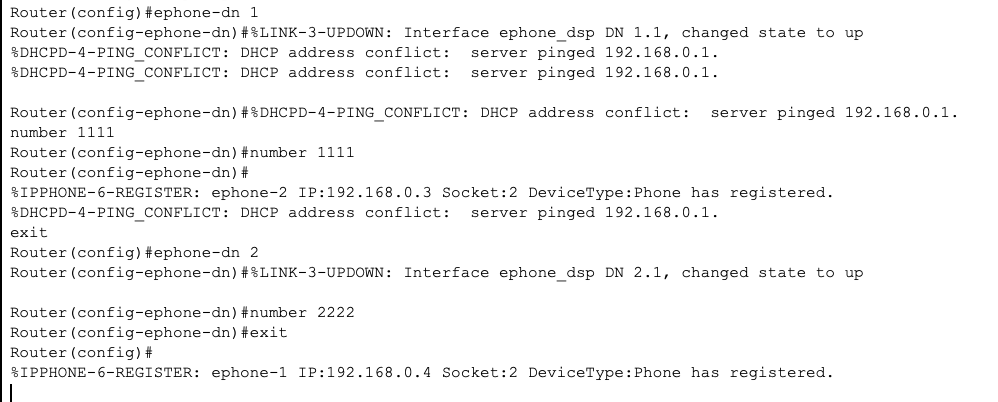 Router(config)#ephone-dn 1
Router(config-ephone-dn)#%LINK-3-UPDOWN: Interface ephone_dsp DN 1.1, changed state to up
%DHCPD-4-PING_CONFLICT: DHCP address conflict:  server pinged 192.168.0.1.
%DHCPD-4-PING_CONFLICT: DHCP address conflict:  server pinged 192.168.0.1.
Router(config-ephone-dn)#%DHCPD-4-PING_CONFLICT: DHCP address conflict:  server pinged 192.168.0.1.
number 1111
Router(config-ephone-dn)#number 1111
Router(config-ephone-dn)#
%IPPHONE-6-REGISTER: ephone-2 IP:192.168.0.3 Socket:2 DeviceType:Phone has registered.
%DHCPD-4-PING_CONFLICT: DHCP address conflict:  server pinged 192.168.0.1.
exit
Router(config)#ephone-dn 2
Router(config-ephone-dn)#%LINK-3-UPDOWN: Interface ephone_dsp DN 2.1, changed state to up
Router(config-ephone-dn)#number 2222
Router(config-ephone-dn)#exit
Router(config)#
%IPPHONE-6-REGISTER: ephone-1 IP:192.168.0.4 Socket:2 DeviceType:Phone has registered.